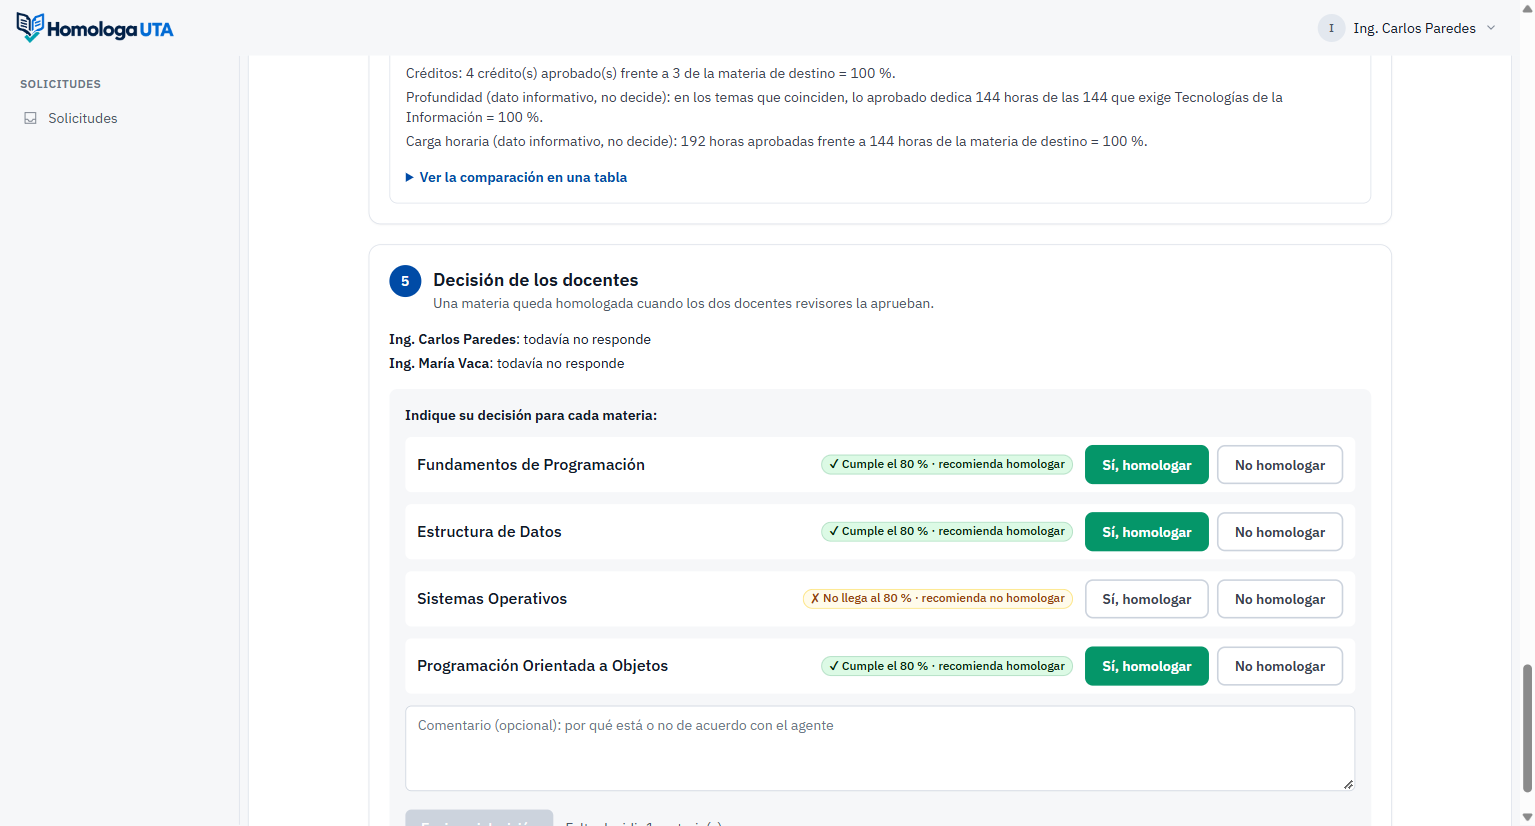 HomologaUTA
Ing. Carlos Paredes
I
SOLICITUDES
Solicitudes
Créditos: 4 crédito(s) aprobado(s) frente a 3 de la materia de destino = 100 %.
Profundidad (dato informativo, no decide): en los temas que coinciden, lo aprobado dedica 144 horas de las 144 que exige Tecnologías de la
Información = 100 %.
Carga horaria (dato informativo, no decide): 192 horas aprobadas frente a 144 horas de la materia de destino = 100 %.
▶ Ver la comparación en una tabla
5
Decisión de los docentes
Una materia queda homologada cuando los dos docentes revisores la aprueban.
Ing. Carlos Paredes: todavía no responde
Ing. María Vaca: todavía no responde
Indique su decisión para cada materia:
Fundamentos de Programación
✓ Cumple el 80 % · recomienda homologar
Sí, homologar
No homologar
Estructura de Datos
✓ Cumple el 80 % · recomienda homologar
Sí, homologar
No homologar
Sistemas Operativos
✗ No llega al 80 % · recomienda no homologar
Sí, homologar
No homologar
Programación Orientada a Objetos
✓ Cumple el 80 % · recomienda homologar
Sí, homologar
No homologar
Comentario (opcional): por qué está o no de acuerdo con el agente